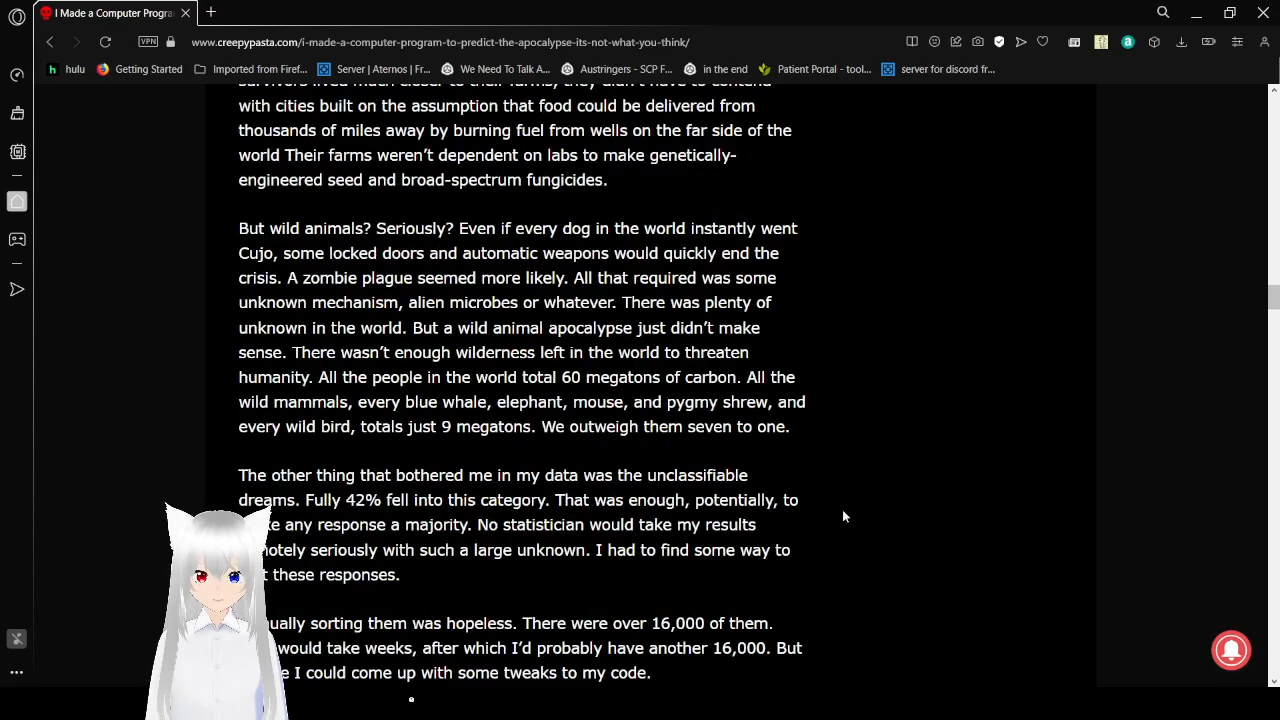 I Made a Computer Progra
VPN
www.creepypasta.com/i-made-a-computer-program-to-predict-the-apocalypse-its-not-what-you-think/
hulu
Getting Started
Imported from Firef...
Server | Aternos | Fr...
We Need To Talk A...
Austringers - SCP F...
in the end
Patient Portal - tool...
server for discord fr...
survivors lived much closer to their farms, they didn't have to contend
with cities built on the assumption that food could be delivered from
thousands of miles away by burning fuel from wells on the far side of the
world Their farms weren't dependent on labs to make genetically-
engineered seed and broad-spectrum fungicides.
But wild animals? Seriously? Even if every dog in the world instantly went
Cujo, some locked doors and automatic weapons would quickly end the
crisis. A zombie plague seemed more likely. All that required was some
unknown mechanism, alien microbes or whatever. There was plenty of
unknown in the world. But a wild animal apocalypse just didn't make
sense. There wasn't enough wilderness left in the world to threaten
humanity. All the people in the world total 60 megatons of carbon. All the
wild mammals, every blue whale, elephant, mouse, and pygmy shrew, and
every wild bird, totals just 9 megatons. We outweigh them seven to one.
The other thing that bothered me in my data was the unclassifiable
dreams. Fully 42% fell into this category. That was enough, potentially, to
any response a majority. No statistician would take my results
seriously with such a large unknown. I had to find some way to
these responses.
sorting them was hopeless. There were over 16,000 of them.
would take weeks, after which I'd probably have another 16,000. But
I could come up with some tweaks to my code.